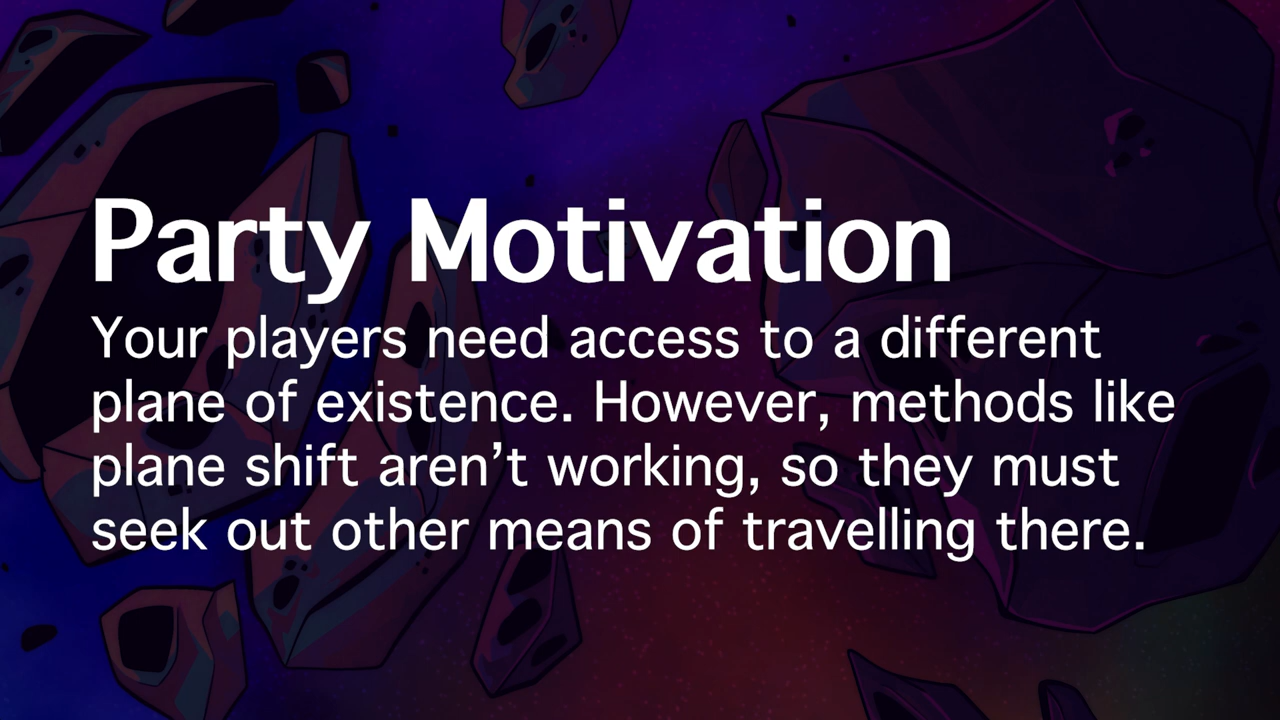 Party Motivation
Your players need access to a different
plane of existence. However, methods like
plane shift aren’t working, so they must
seek out other means of travelling there.